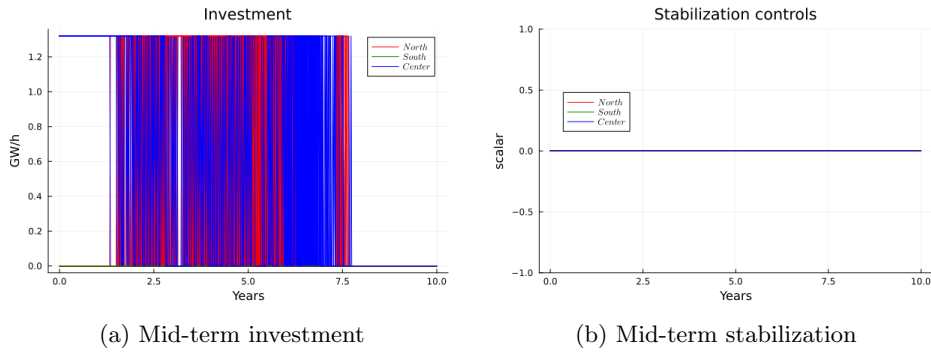 Investment
1.2
1.0
0.8
0.6
0.4
0.2
0.0
GW/h
North
South
Center
0.0 2.5 5.0 7.5 10.0
Years
(a) Mid-term investment
Stabilization controls
1.0
0.5
0.0
−0.5
−1.0
scalar
North
South
Center
0.0 2.5 5.0 7.5 10.0
Years
(b) Mid-term stabilization